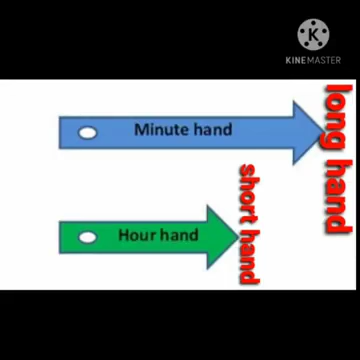 K
KINEMASTER
Minute hand
long hand
Hour hand
short hand